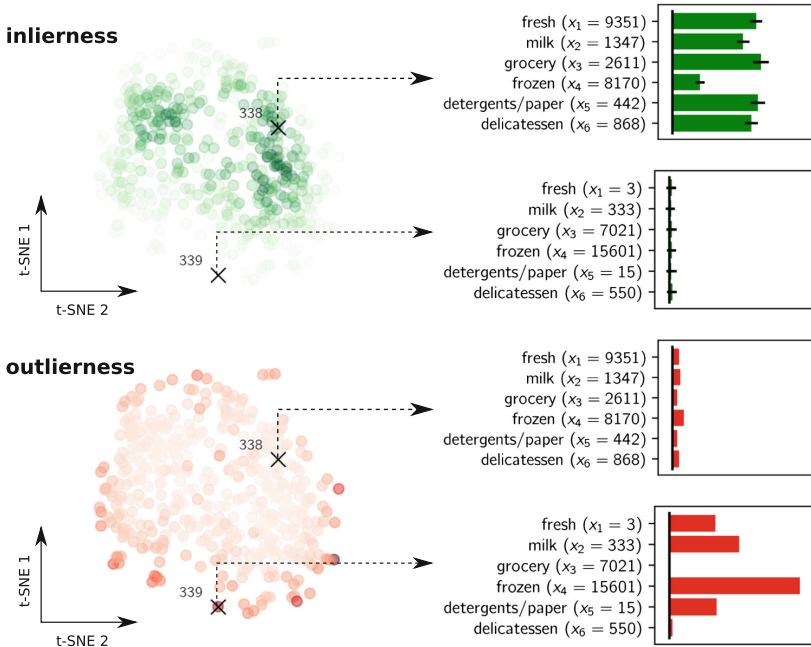 inlierness
338
339
t-SNE 1
t-SNE 2
fresh (x₁ = 9351)
milk (x₂ = 1347)
grocery (x₃ = 2611)
frozen (x₄ = 8170)
detergents/paper (x₅ = 442)
delicatessen (x₆ = 868)
fresh (x₁ = 3)
milk (x₂ = 333)
grocery (x₃ = 7021)
frozen (x₄ = 15601)
detergents/paper (x₅ = 15)
delicatessen (x₆ = 550)
outlierness
338
339
t-SNE 1
t-SNE 2
fresh (x₁ = 9351)
milk (x₂ = 1347)
grocery (x₃ = 2611)
frozen (x₄ = 8170)
detergents/paper (x₅ = 442)
delicatessen (x₆ = 868)
fresh (x₁ = 3)
milk (x₂ = 333)
grocery (x₃ = 7021)
frozen (x₄ = 15601)
detergents/paper (x₅ = 15)
delicatessen (x₆ = 550)